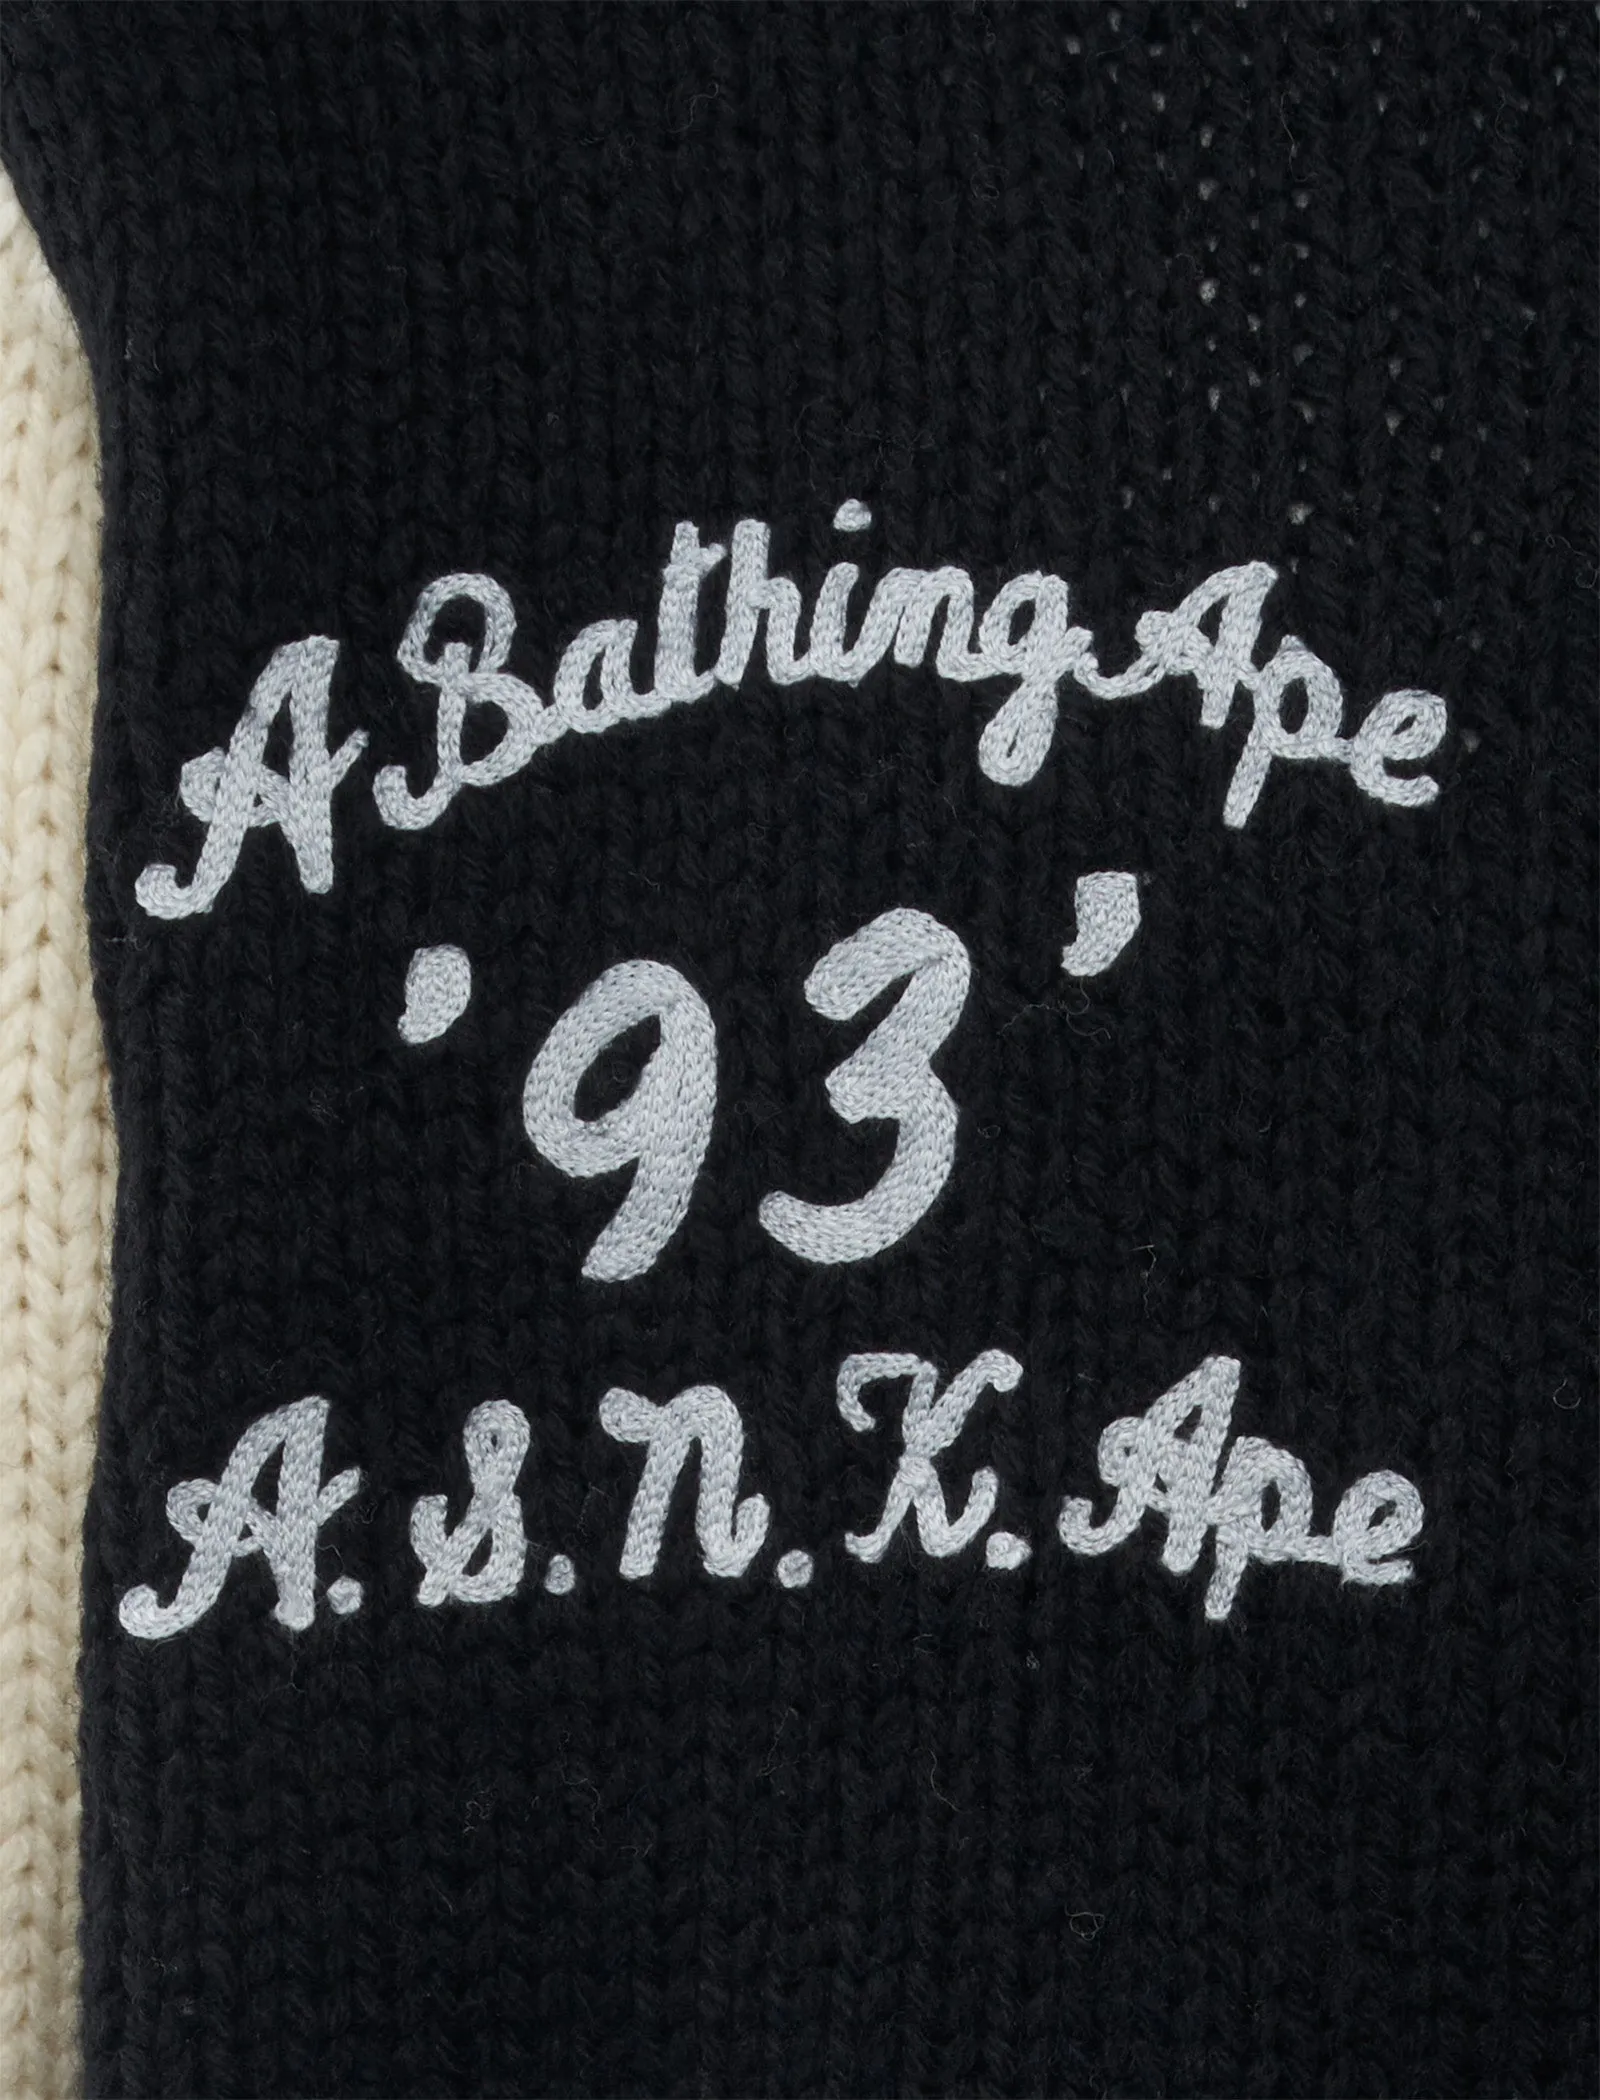 A Bathing Ape
’93’
A.S.N.K.Ape